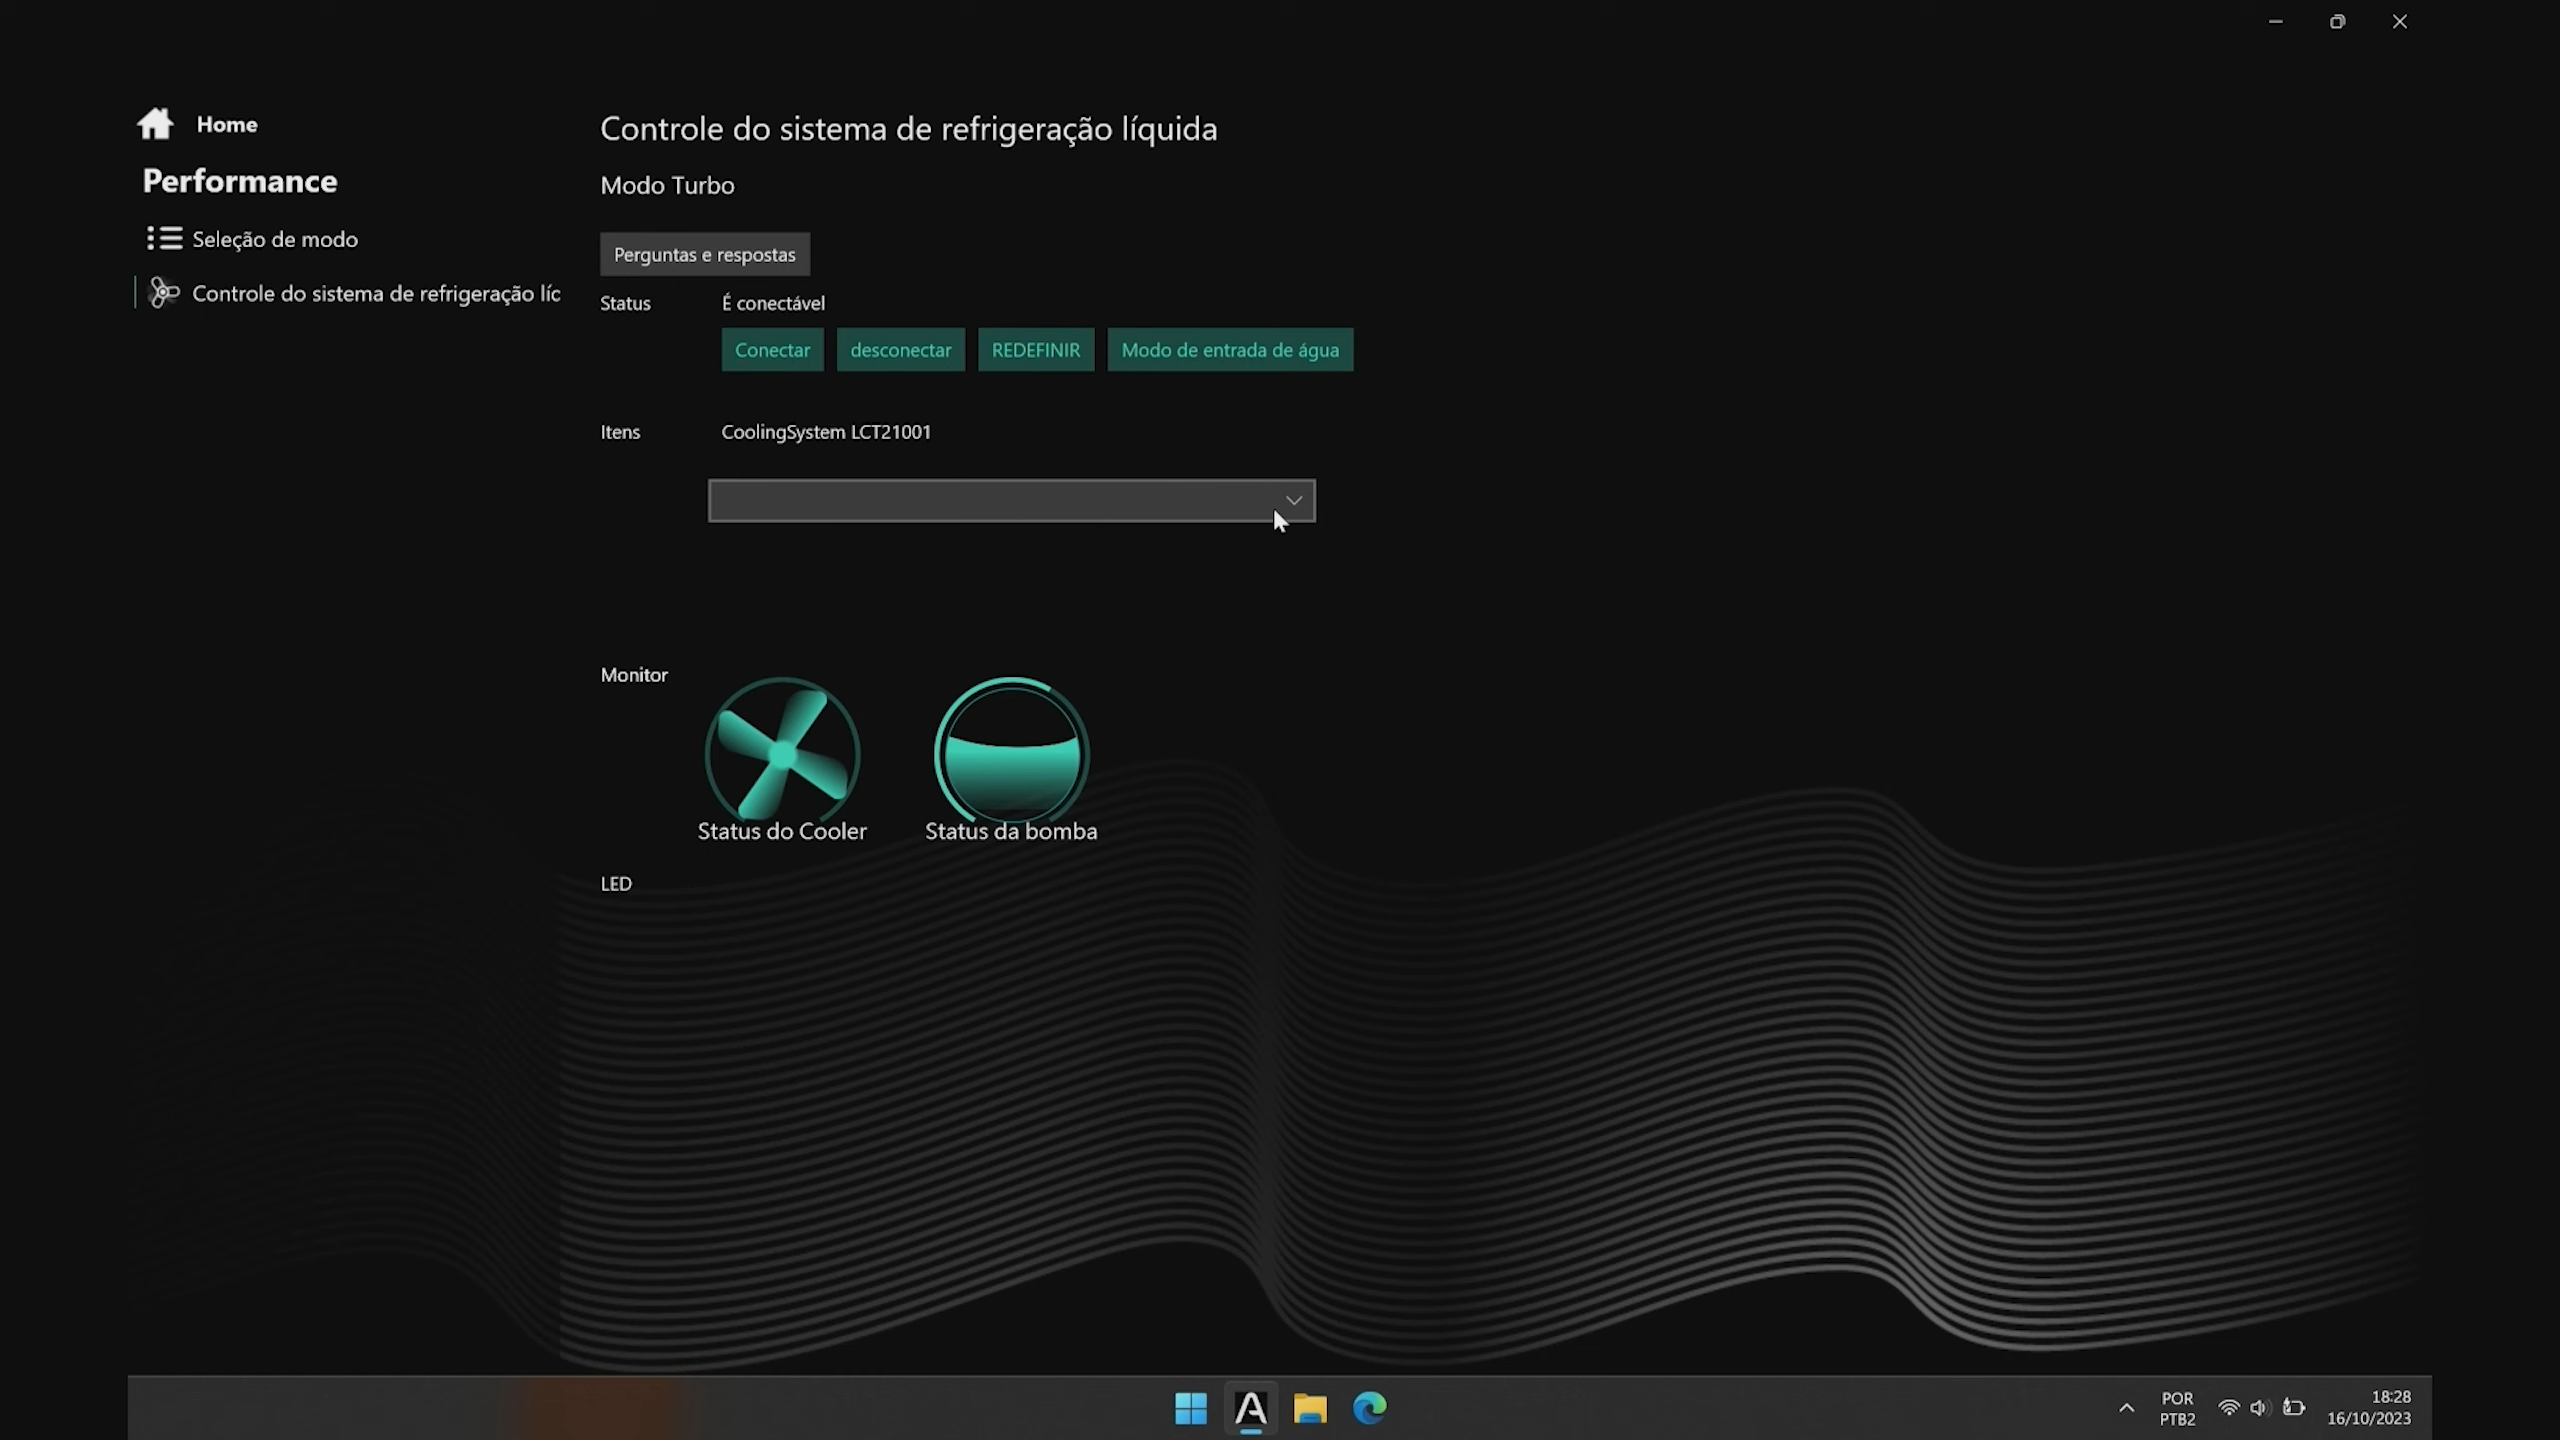 Home
Performance
Seleção de modo
Controle do sistema de refrigeração líc
Controle do sistema de refrigeração líquida
Modo Turbo
Perguntas e respostas
Status É conectável
Conectar desconectar REDEFINIR Modo de entrada de água
Itens CoolingSystem LCT21001
Monitor
Status do Cooler Status da bomba
LED
POR
PTB2
18:28
16/10/2023